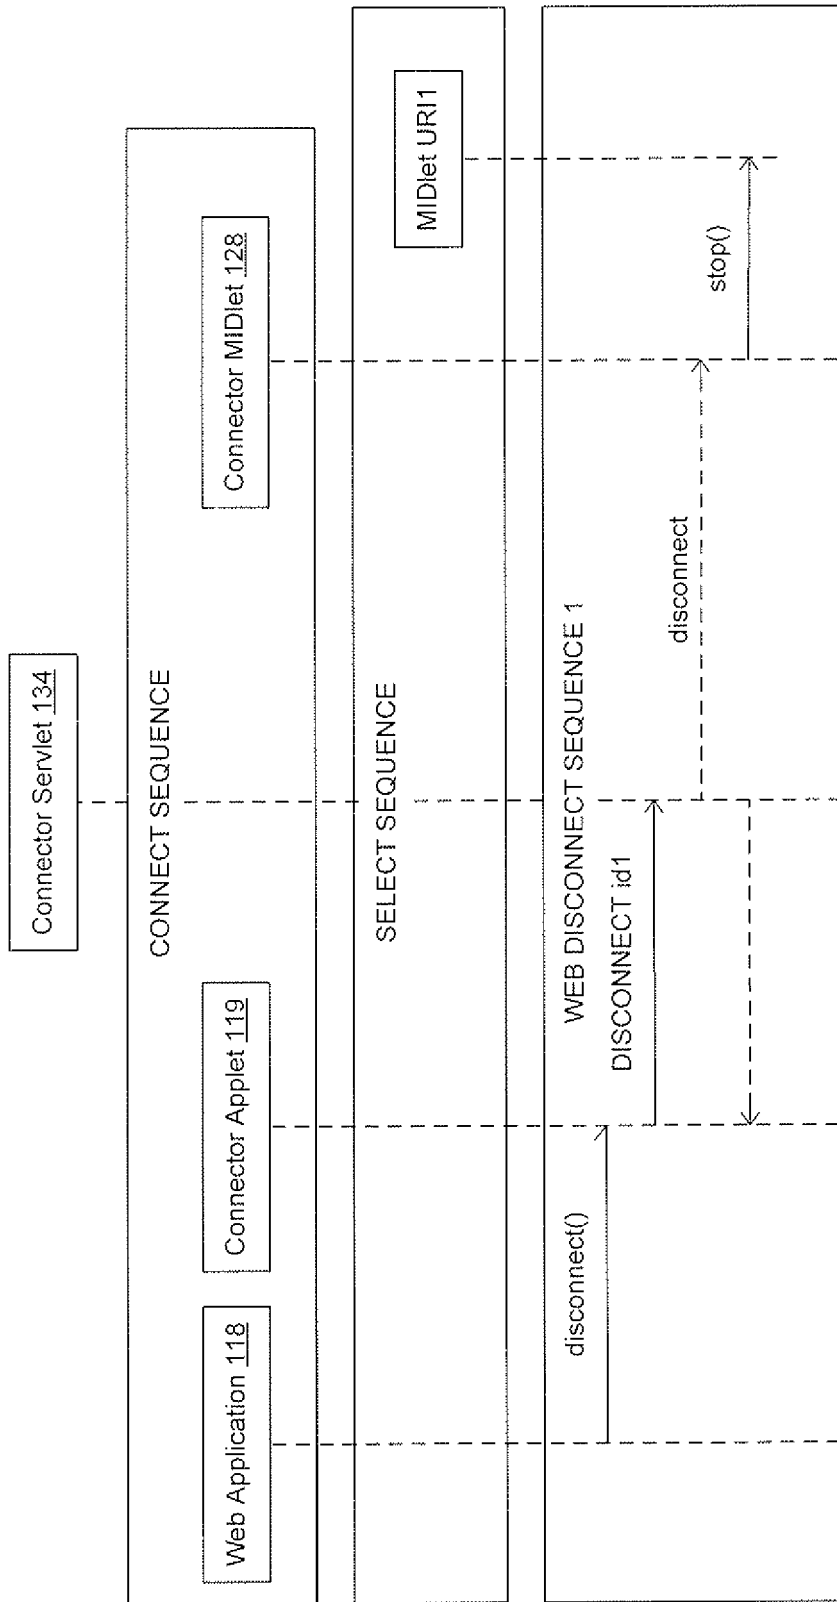 Connector Servlet 134
CONNECT SEQUENCE
Web Application 118
Connector Applet 119
Connector MIDlet 128
SELECT SEQUENCE
MIDlet URI1
WEB DISCONNECT SEQUENCE 1
disconnect()
DISCONNECT id1
disconnect
stop()